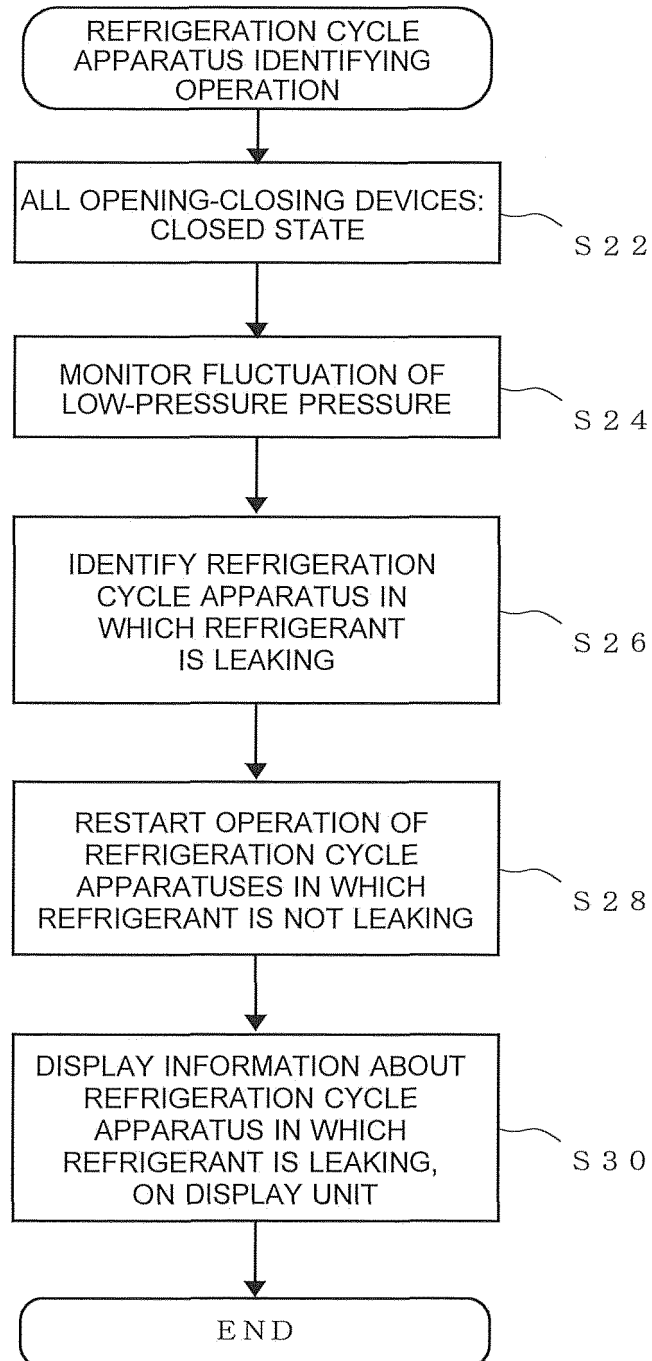 REFRIGERATION CYCLE
APPARATUS IDENTIFYING
OPERATION
ALL OPENING-CLOSING DEVICES:
CLOSED STATE
S22
MONITOR FLUCTUATION OF
LOW-PRESSURE PRESSURE
S24
IDENTIFY REFRIGERATION
CYCLE APPARATUS IN
WHICH REFRIGERANT
IS LEAKING
S26
RESTART OPERATION OF
REFRIGERATION CYCLE
APPARATUSES IN WHICH
REFRIGERANT IS NOT LEAKING
S28
DISPLAY INFORMATION ABOUT
REFRIGERATION CYCLE
APPARATUS IN WHICH
REFRIGERANT IS LEAKING,
ON DISPLAY UNIT
S30
END